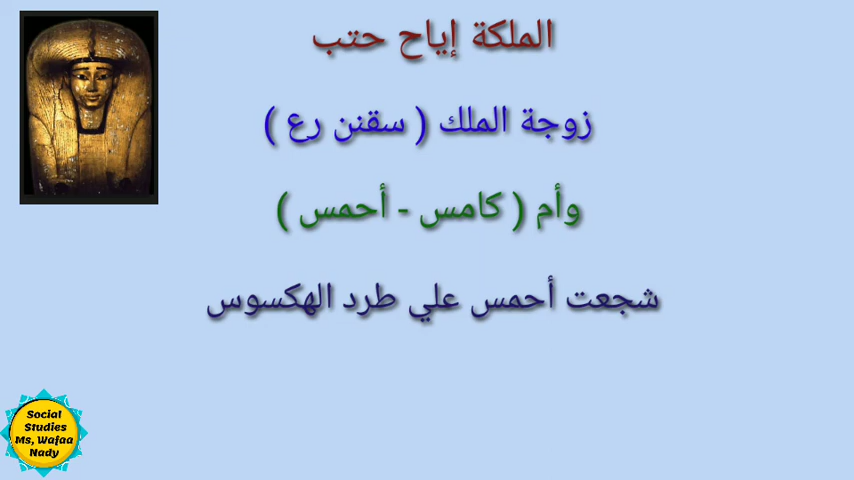 الملكة إياح حتب
زوجة الملك ( سقنن رع )
وأم ( كامس - أحمس )
شجعت أحمس علي طرد الهكسوس
Social
Studies
Ms, Wafaa
Nady